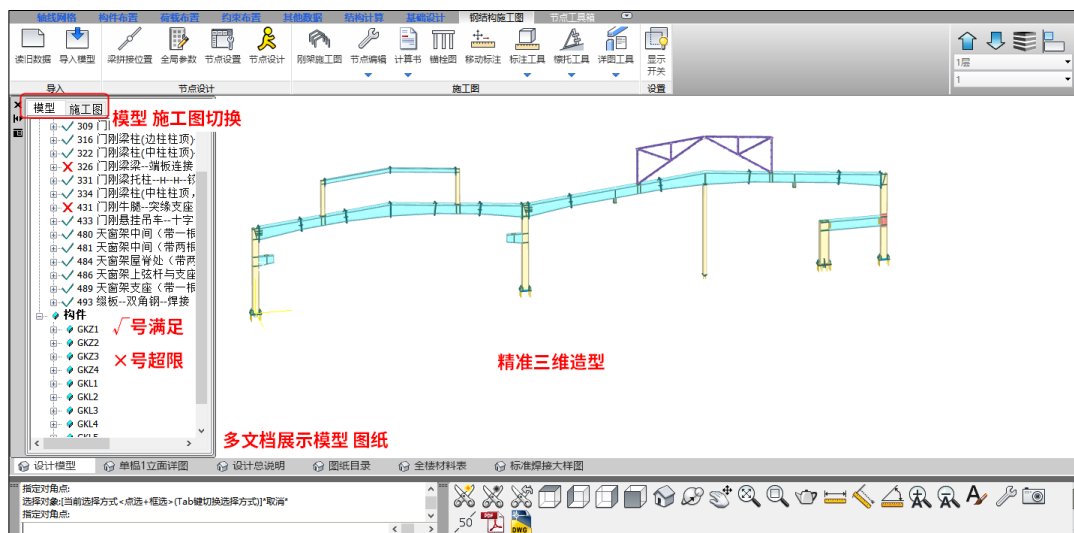 轴线网格 构件布置 荷载布置 约束布置 其他数据 结构计算 基础设计 钢结构施工图 节点工具箱
读旧数据 导入模型 梁拼接位置 全局参数 节点设置 节点设计 刚架施工图 节点编辑 计算书 锚栓图 移动标注 标注工具 檩托工具 详图工具 显示开关
导入 节点设计 施工图 设置
1层
1
模型 施工图
模型 施工图切换
309 门
316 门刚梁柱(边柱柱顶)
322 门刚梁柱(中柱柱顶)
326 门刚梁梁--端板连接
331 门刚梁托柱--H--H--铰
334 门刚梁柱(中柱柱顶,
431 门刚牛腿--突缘支座
433 门刚悬挂吊车--十字
480 天窗架中间（带一根
481 天窗架中间（带两根
484 天窗架屋脊处（带两
486 天窗架上弦杆与支座
489 天窗架支座（带一根
493 缀板--双角钢--焊接
构件
GKZ1
√号满足
GKZ2
GKZ3
×号超限
GKZ4
精准三维造型
GKL1
GKL2
GKL3
GKL4
GKL5
多文档展示模型 图纸
设计模型 单榀1立面详图 设计总说明 图纸目录 全楼材料表 标准焊接大样图
指定对角点:
选择对象:[当前选择方式<点选+框选>(Tab键切换选择方式)]*取消*
指定对角点:
50
PDF
DWG